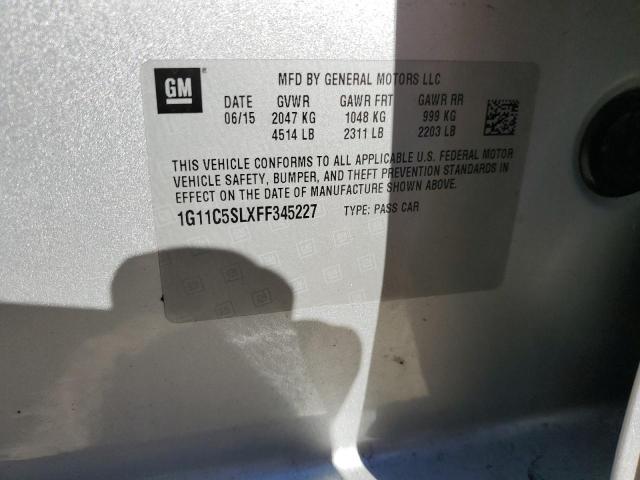 GM
MFD BY GENERAL MOTORS LLC
DATE GVWR GAWR FRT GAWR RR
06/15 2047 KG 1048 KG 999 KG
4514 LB 2311 LB 2203 LB
THIS VEHICLE CONFORMS TO ALL APPLICABLE U.S. FEDERAL MOTOR
VEHICLE SAFETY, BUMPER, AND THEFT PREVENTION STANDARDS IN
EFFECT ON THE DATE OF MANUFACTURE SHOWN ABOVE.
1G11C5SLXFF345227 TYPE: PASS CAR